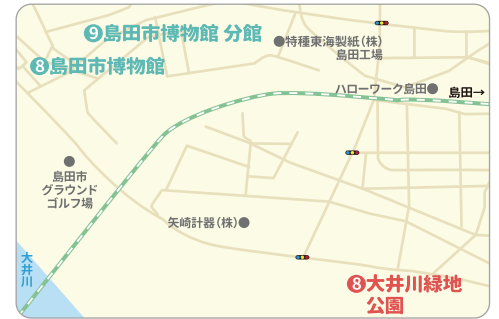 ❾島田市博物館 分館
❽島田市博物館
特種東海製紙（株）
島田工場
ハローワーク島田
島田→
島田市
グラウンド
ゴルフ場
矢崎計器（株）
大井川
❽大井川緑地
公園